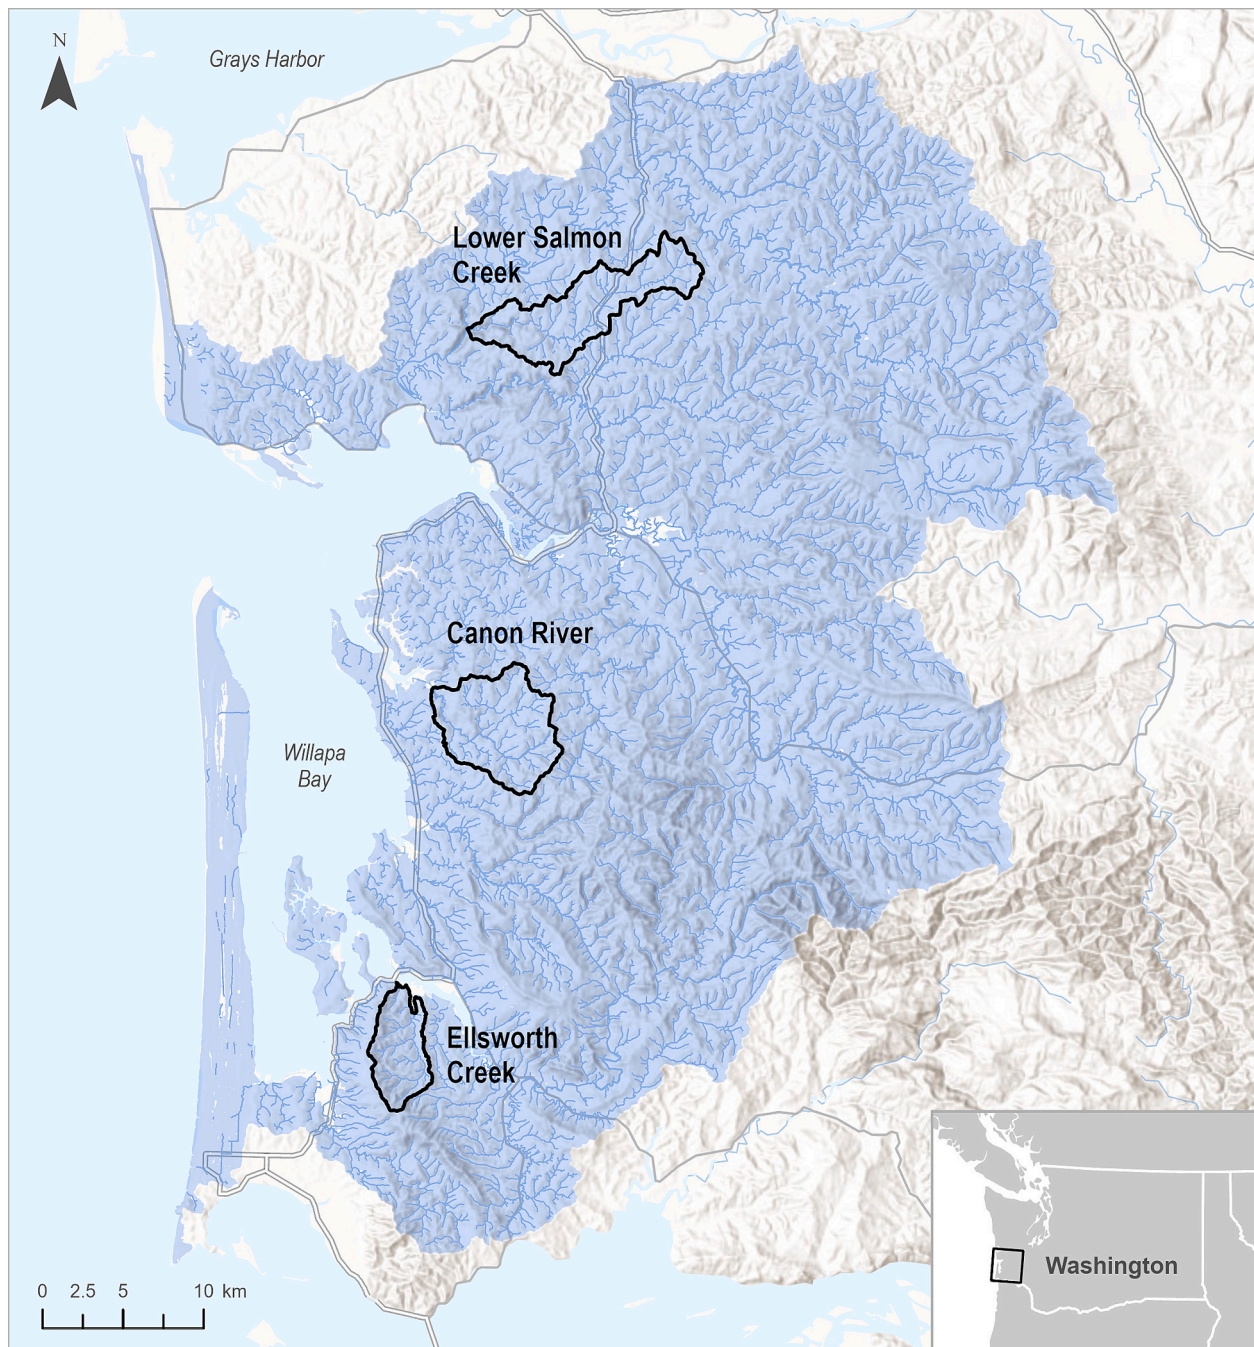 N
Grays Harbor
Lower Salmon
Creek
Canon River
Willapa
Bay
Ellsworth
Creek
Washington
0 2.5 5 10 km